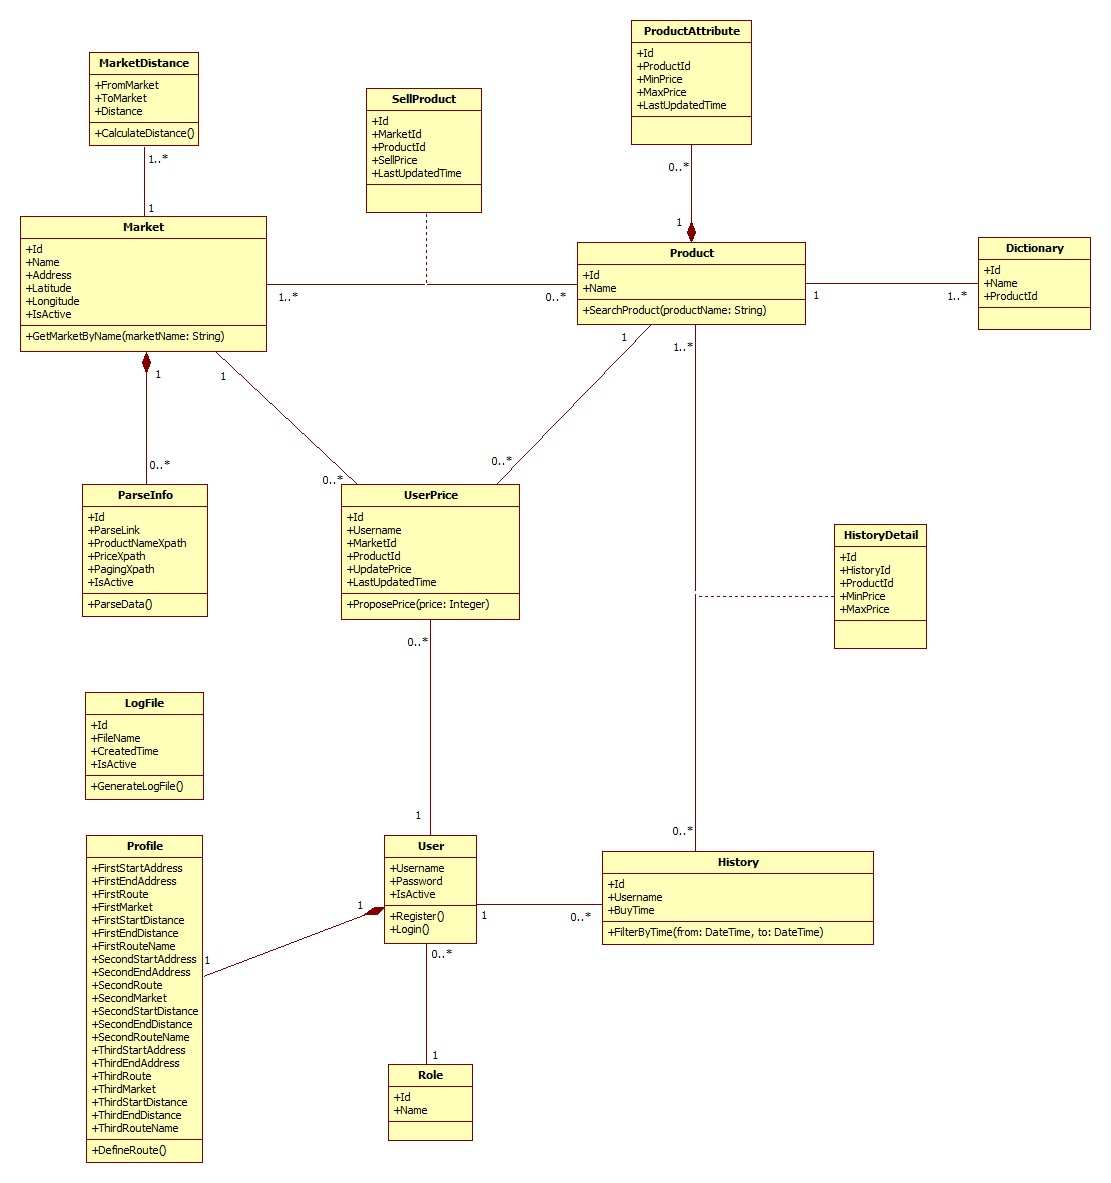 MarketDistance
+FromMarket
+ToMarket
+Distance
+CalculateDistance()
1..*
1
SellProduct
+Id
+MarketId
+ProductId
+SellPrice
+LastUpdatedTime
ProductAttribute
+Id
+ProductId
+MinPrice
+MaxPrice
+LastUpdatedTime
0..*
1
Market
+Id
+Name
+Address
+Latitude
+Longitude
+IsActive
+GetMarketByName(marketName: String)
1..*
0..*
Product
+Id
+Name
+SearchProduct(productName: String)
1
1..*
Dictionary
+Id
+Name
+ProductId
1
1
1
1..*
0..*
0..*
0..*
ParseInfo
+Id
+ParseLink
+ProductNameXpath
+PriceXpath
+PagingXpath
+IsActive
+ParseData()
UserPrice
+Id
+Username
+MarketId
+ProductId
+UpdatePrice
+LastUpdatedTime
+ProposePrice(price: Integer)
HistoryDetail
+Id
+HistoryId
+ProductId
+MinPrice
+MaxPrice
0..*
1
0..*
LogFile
+Id
+FileName
+CreatedTime
+IsActive
+GenerateLogFile()
Profile
+FirstStartAddress
+FirstEndAddress
+FirstRoute
+FirstMarket
+FirstStartDistance
+FirstEndDistance
+FirstRouteName
+SecondStartAddress
+SecondEndAddress
+SecondRoute
+SecondMarket
+SecondStartDistance
+SecondEndDistance
+SecondRouteName
+ThirdStartAddress
+ThirdEndAddress
+ThirdRoute
+ThirdMarket
+ThirdStartDistance
+ThirdEndDistance
+ThirdRouteName
+DefineRoute()
1
1
User
+Username
+Password
+IsActive
+Register()
+Login()
1
0..*
History
+Id
+Username
+BuyTime
+FilterByTime(from: DateTime, to: DateTime)
0..*
1
Role
+Id
+Name